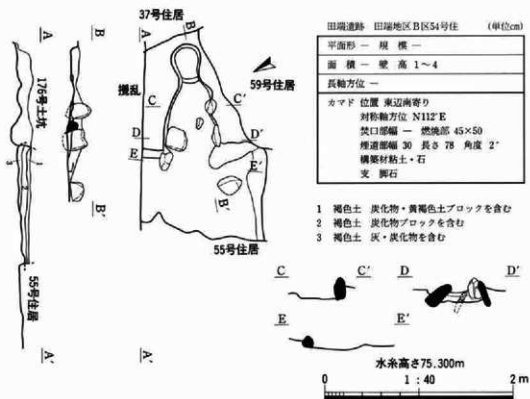 37号住居
A
B
A
B
田端遺跡 田端地区B区54号住 (単位cm)
平面形 ー 規模 ー
面積 ー 壁高 1〜4
長軸方位 ー
カマド 位置 東辺南寄り
対称軸方位 N112°E
焚口部幅 ー 燃焼部 45×50
煙道部幅 30 長さ 78 角度 2°
構築材粘土・石
支 脚石
攪乱
59号住居
176号土坑
C
C'
D
D'
E
E'
B'
B'
3
1
2
55号住居
55号住居
A'
A'
1 褐色土 炭化物・黄褐色土ブロックを含む
2 褐色土 炭化物ブロックを含む
3 褐色土 灰・炭化物を含む
C
C'
D
D'
E
E'
水糸高さ75.300m
0
1:40
2m